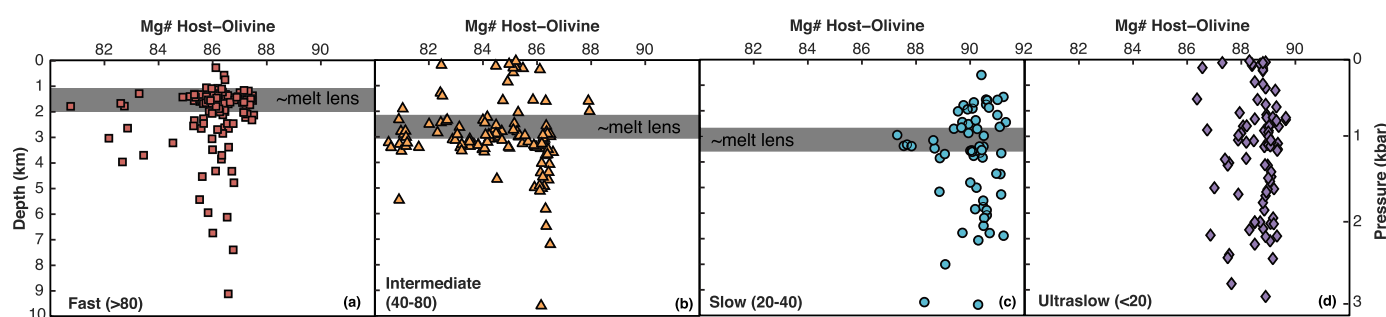 Mg# Host–Olivine Mg# Host–Olivine Mg# Host–Olivine Mg# Host–Olivine
82 84 86 88 90 82 84 86 88 90 82 84 86 88 90 92 82 84 86 88 90
Depth (km)
0
1
2
3
4
5
6
7
8
9
10
~melt lens
Fast (>80)
(a)
~melt lens
Intermediate
(40-80)
(b)
~melt lens
Slow (20-40)
(c)
Ultraslow (<20)
(d)
0
1
2
3
Pressure (kbar)